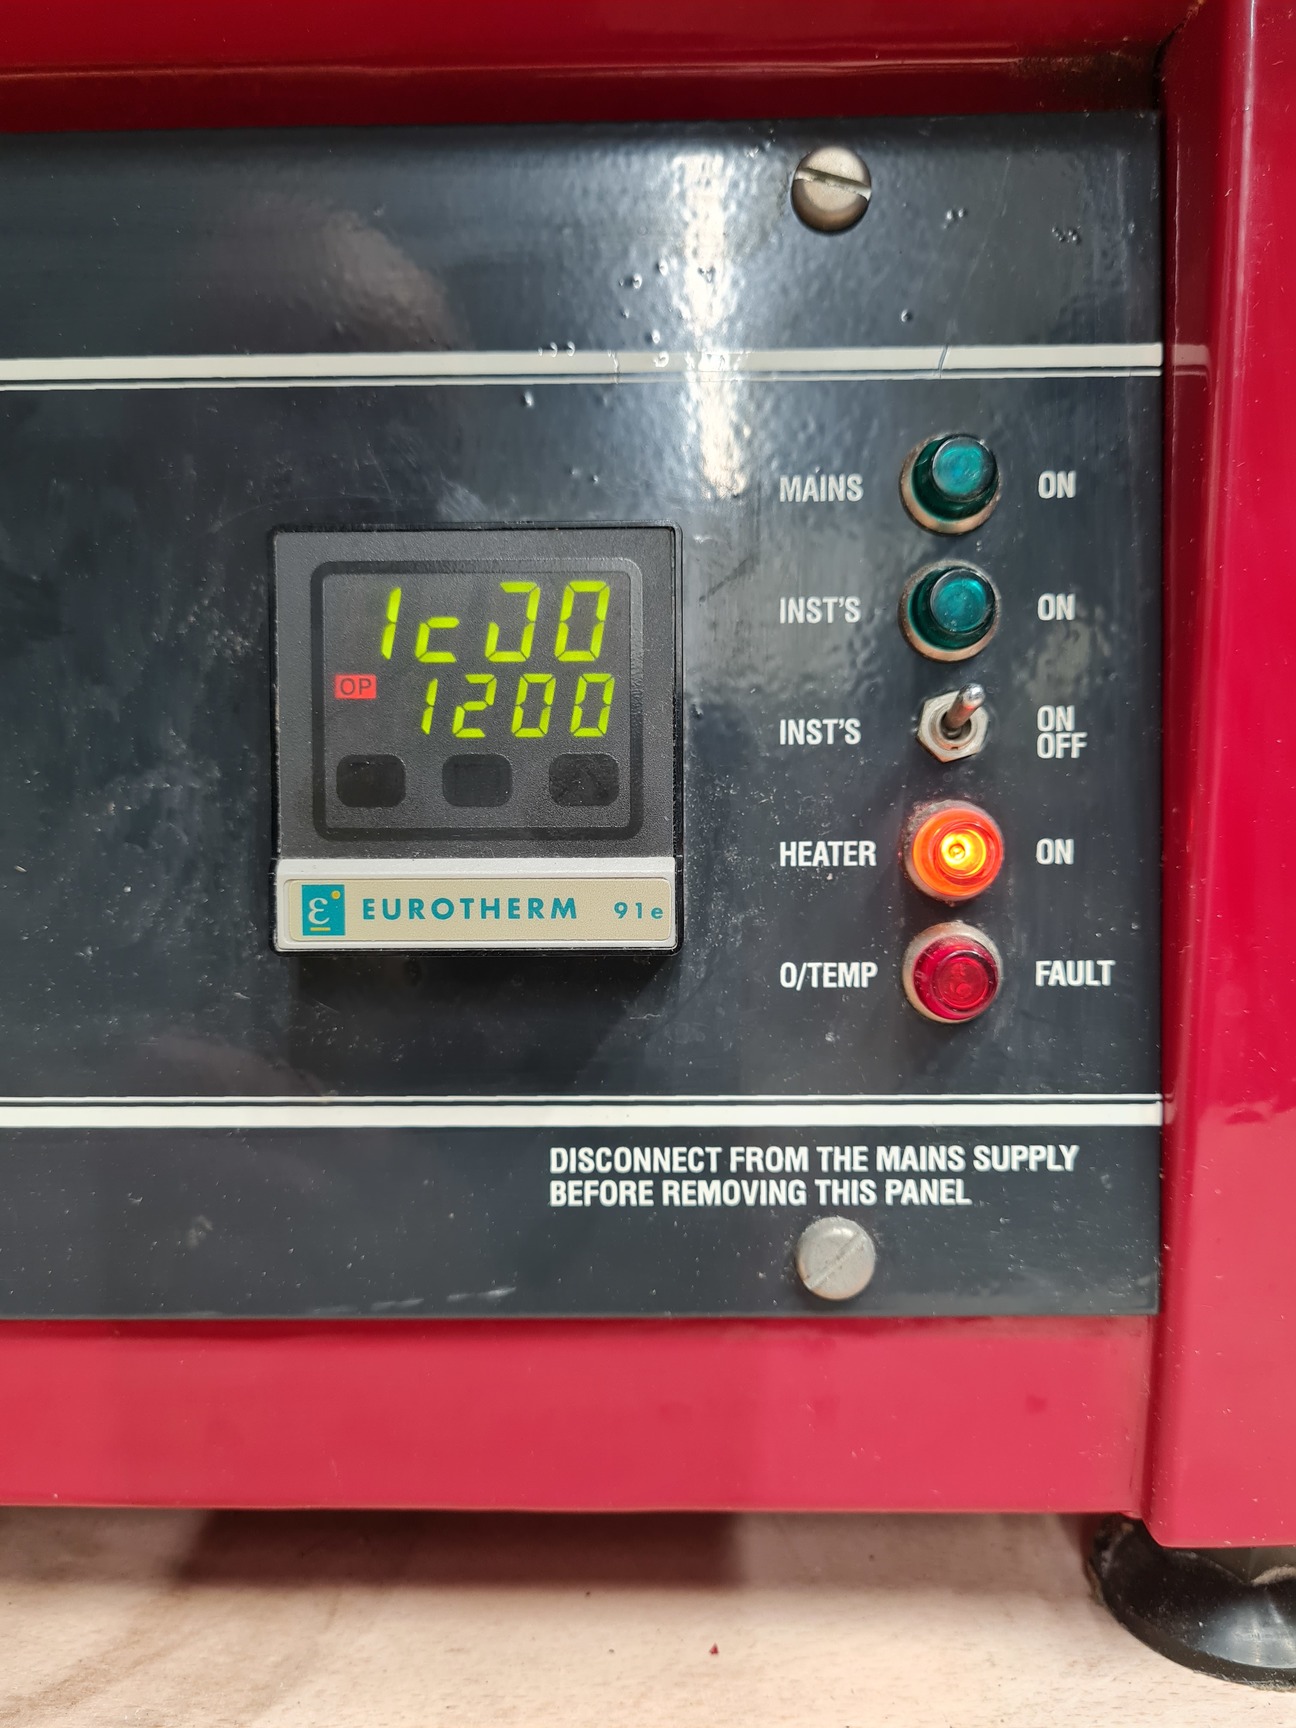 MAINS ON
INST'S ON
OP 1200
INST'S ON
OFF
HEATER ON
EUROTHERM 91e
O/TEMP FAULT
DISCONNECT FROM THE MAINS SUPPLY
BEFORE REMOVING THIS PANEL